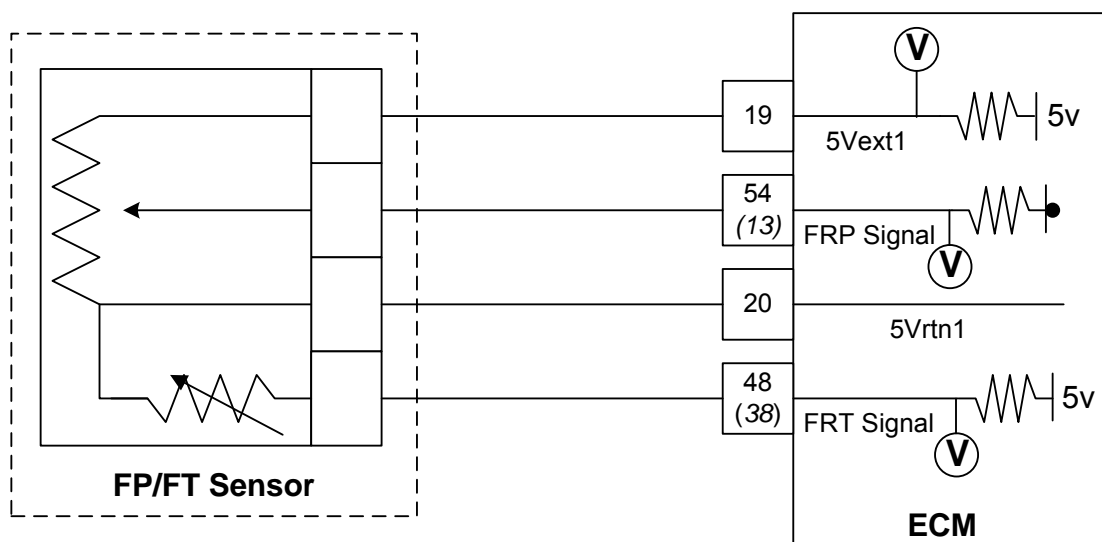 V
19
5v
5Vext1
54
(13)
FRP Signal
V
20
5Vrtn1
48
(38)
5v
FRT Signal
V
FP/FT Sensor
ECM